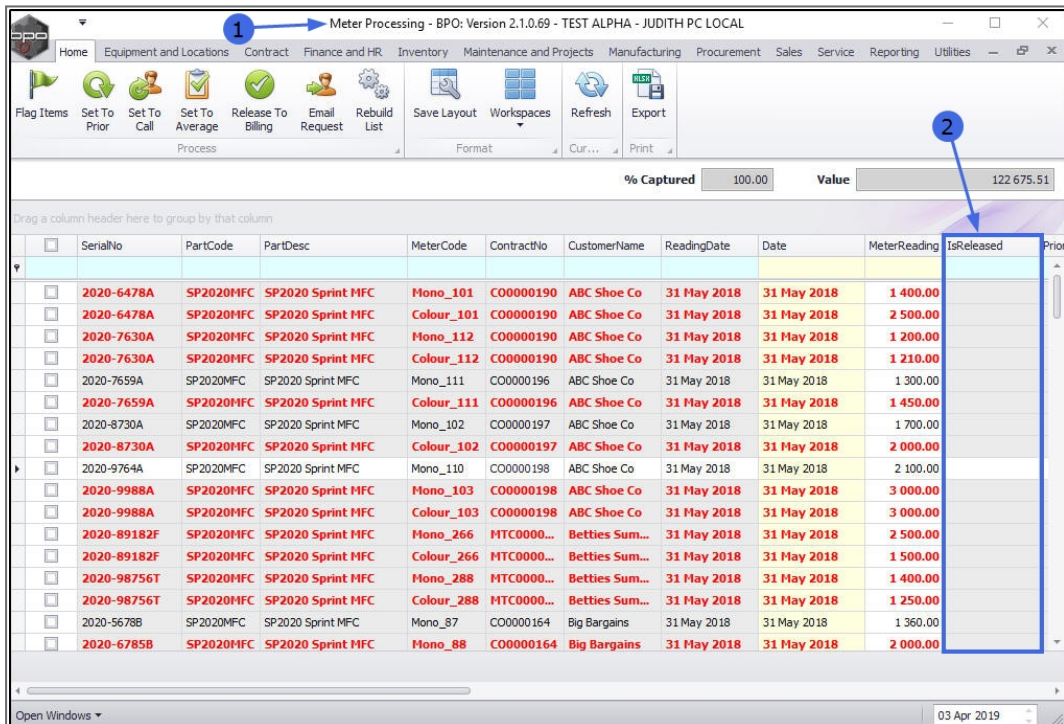 1
Meter Processing - BPO: Version 2.1.0.69 - TEST ALPHA - JUDITH PC LOCAL
bpo
Home Equipment and Locations Contract Finance and HR Inventory Maintenance and Projects Manufacturing Procurement Sales Service Reporting Utilities
Flag Items Set To Prior Set To Call Set To Average Release To Billing Email Request Rebuild List Save Layout Workspaces Refresh Export
Process Format Cur... Print
2
% Captured 100.00 Value 122 675.51
Drag a column header here to group by that column
SerialNo PartCode PartDesc MeterCode ContractNo CustomerName ReadingDate Date MeterReading IsReleased Prior
2020-6478A SP2020MFC SP2020 Sprint MFC Mono_101 CO0000190 ABC Shoe Co 31 May 2018 31 May 2018 1 400.00
2020-6478A SP2020MFC SP2020 Sprint MFC Colour_101 CO0000190 ABC Shoe Co 31 May 2018 31 May 2018 2 500.00
2020-7630A SP2020MFC SP2020 Sprint MFC Mono_112 CO0000190 ABC Shoe Co 31 May 2018 31 May 2018 1 200.00
2020-7630A SP2020MFC SP2020 Sprint MFC Colour_112 CO0000190 ABC Shoe Co 31 May 2018 31 May 2018 1 210.00
2020-7659A SP2020MFC SP2020 Sprint MFC Mono_111 CO0000196 ABC Shoe Co 31 May 2018 31 May 2018 1 300.00
2020-7659A SP2020MFC SP2020 Sprint MFC Colour_111 CO0000196 ABC Shoe Co 31 May 2018 31 May 2018 1 450.00
2020-8730A SP2020MFC SP2020 Sprint MFC Mono_102 CO0000197 ABC Shoe Co 31 May 2018 31 May 2018 1 700.00
2020-8730A SP2020MFC SP2020 Sprint MFC Colour_102 CO0000197 ABC Shoe Co 31 May 2018 31 May 2018 2 000.00
2020-9764A SP2020MFC SP2020 Sprint MFC Mono_110 CO0000198 ABC Shoe Co 31 May 2018 31 May 2018 2 100.00
2020-9988A SP2020MFC SP2020 Sprint MFC Mono_103 CO0000198 ABC Shoe Co 31 May 2018 31 May 2018 3 000.00
2020-9988A SP2020MFC SP2020 Sprint MFC Colour_103 CO0000198 ABC Shoe Co 31 May 2018 31 May 2018 3 000.00
2020-89182F SP2020MFC SP2020 Sprint MFC Mono_266 MTC0000... Betties Sum... 31 May 2018 31 May 2018 2 500.00
2020-89182F SP2020MFC SP2020 Sprint MFC Colour_266 MTC0000... Betties Sum... 31 May 2018 31 May 2018 1 500.00
2020-98756T SP2020MFC SP2020 Sprint MFC Mono_288 MTC0000... Betties Sum... 31 May 2018 31 May 2018 1 400.00
2020-98756T SP2020MFC SP2020 Sprint MFC Colour_288 MTC0000... Betties Sum... 31 May 2018 31 May 2018 1 250.00
2020-5678B SP2020MFC SP2020 Sprint MFC Mono_87 CO0000164 Big Bargains 31 May 2018 31 May 2018 1 360.00
2020-6785B SP2020MFC SP2020 Sprint MFC Mono_88 CO0000164 Big Bargains 31 May 2018 31 May 2018 2 000.00
Open Windows 03 Apr 2019